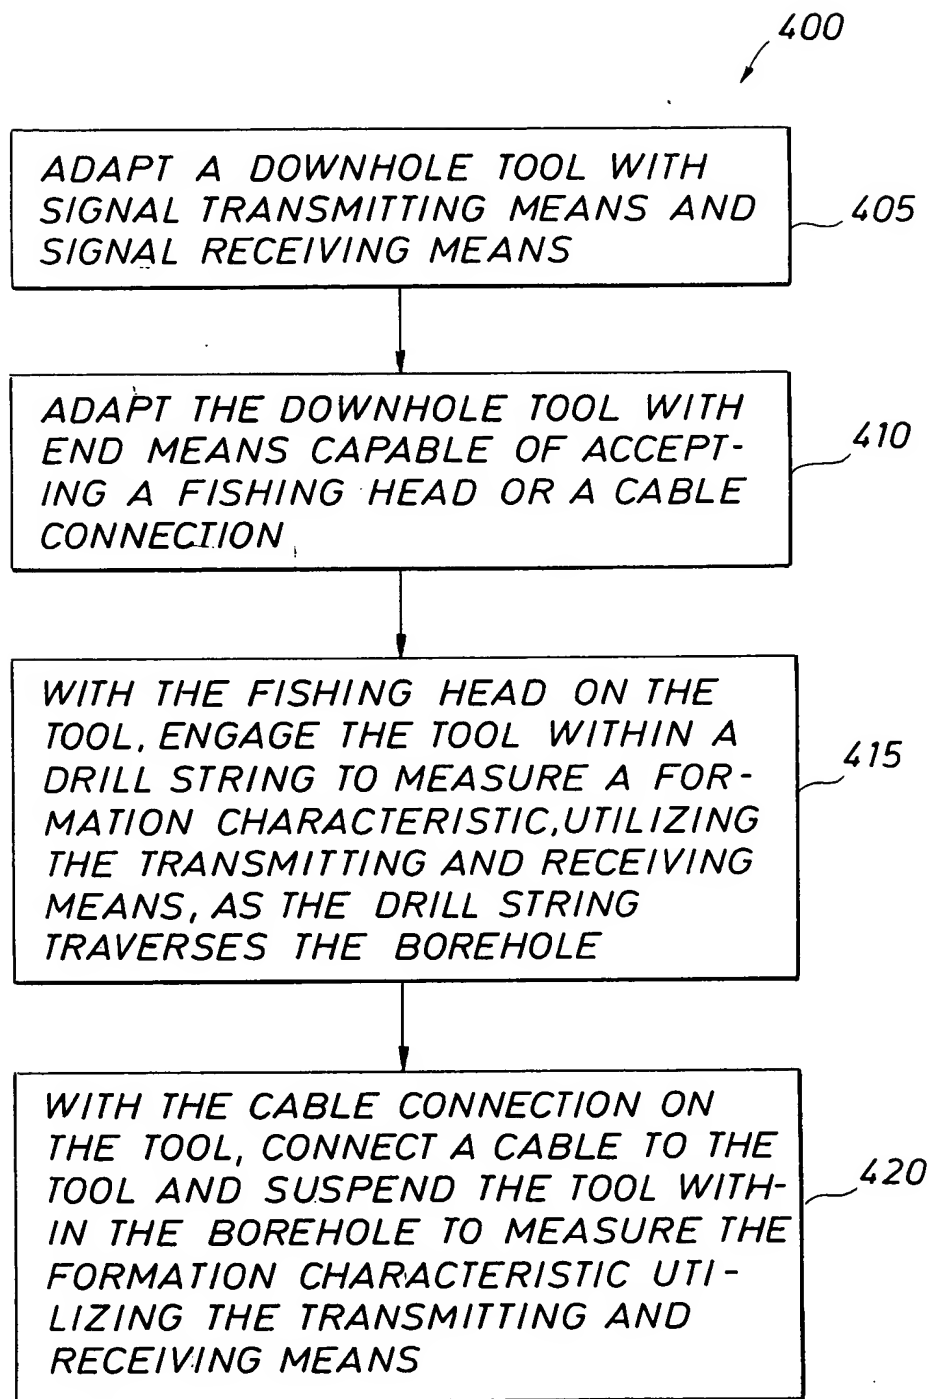 400
ADAPT A DOWNHOLE TOOL WITH
SIGNAL TRANSMITTING MEANS AND
SIGNAL RECEIVING MEANS
405
ADAPT THE DOWNHOLE TOOL WITH
END MEANS CAPABLE OF ACCEPT-
ING A FISHING HEAD OR A CABLE
CONNECTION
410
WITH THE FISHING HEAD ON THE
TOOL, ENGAGE THE TOOL WITHIN A
DRILL STRING TO MEASURE A FOR-
MATION CHARACTERISTIC, UTILIZING
THE TRANSMITTING AND RECEIVING
MEANS, AS THE DRILL STRING
TRAVERSES THE BOREHOLE
415
WITH THE CABLE CONNECTION ON
THE TOOL, CONNECT A CABLE TO THE
TOOL AND SUSPEND THE TOOL WITH-
IN THE BOREHOLE TO MEASURE THE
FORMATION CHARACTERISTIC UTI-
LIZING THE TRANSMITTING AND
RECEIVING MEANS
420